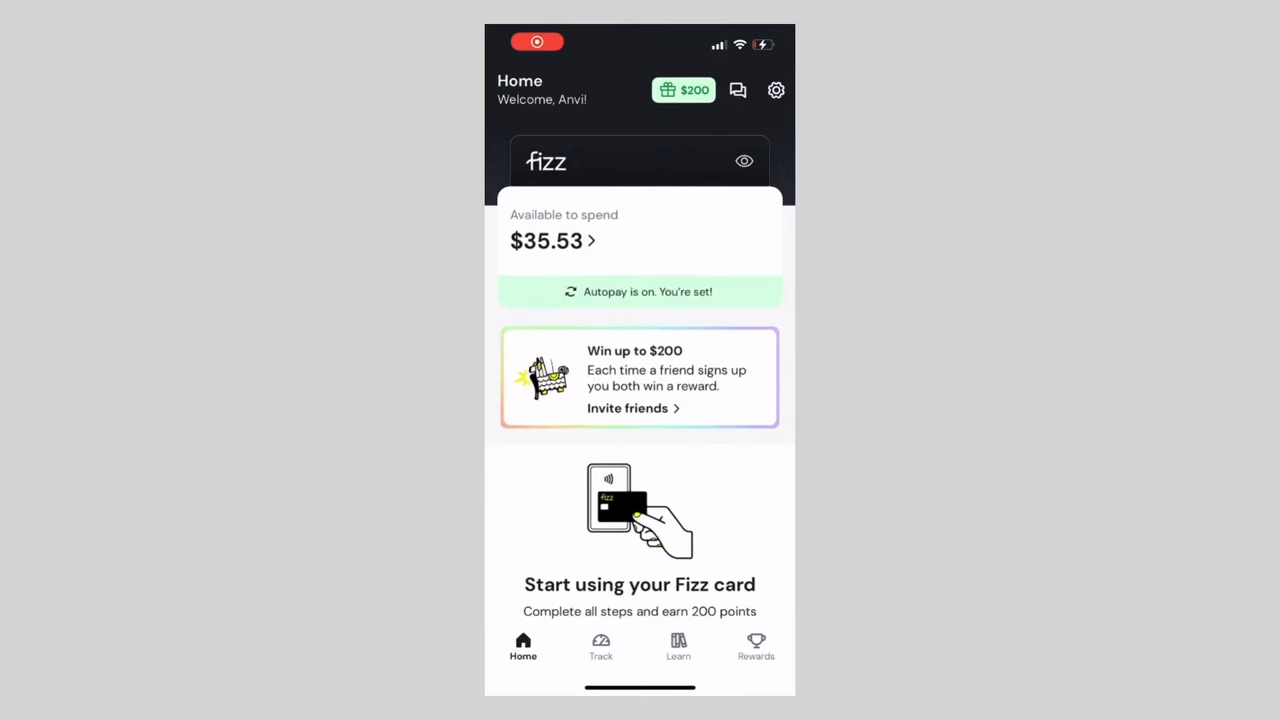 Home
Welcome, Anvi!
$200
fizz
Available to spend
$35.53
Autopay is on. You're set!
Win up to $200
Each time a friend signs up
you both win a reward.
Invite friends
fizz
Start using your Fizz card
Complete all steps and earn 200 points
Home
Track
Learn
Rewards